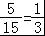 5/15 = 1/3